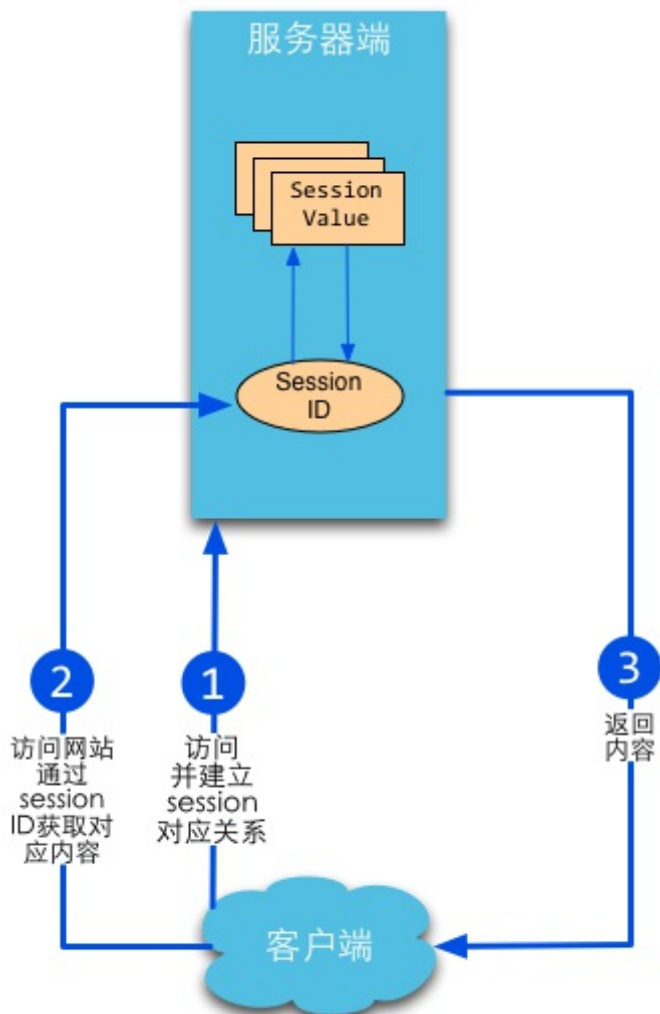 服务器端
Session
Value
Session
ID
2
访问网站
通过
session
ID获取对
应内容
1
访问
并建立
session
对应关系
3
返回
内容
客户端